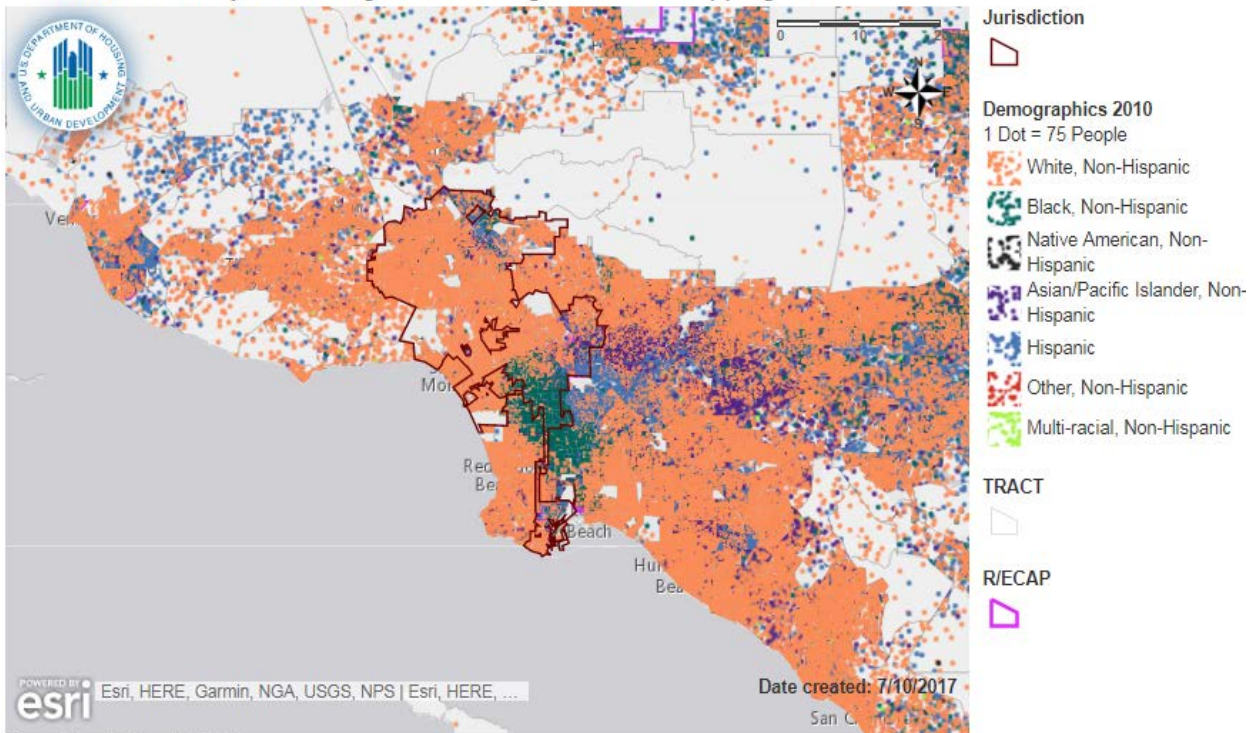 U.S. DEPARTMENT OF HOUSING
AND URBAN DEVELOPMENT
0 10 20
N
W E
S
Jurisdiction
Demographics 2010
1 Dot = 75 People
White, Non-Hispanic
Black, Non-Hispanic
Native American, Non-
Hispanic
Asian/Pacific Islander, Non-
Hispanic
Hispanic
Other, Non-Hispanic
Multi-racial, Non-Hispanic
TRACT
R/ECAP
Beach
POWERED BY
esri
Esri, HERE, Garmin, NGA, USGS, NPS | Esri, HERE, ...
Date created: 7/10/2017
San